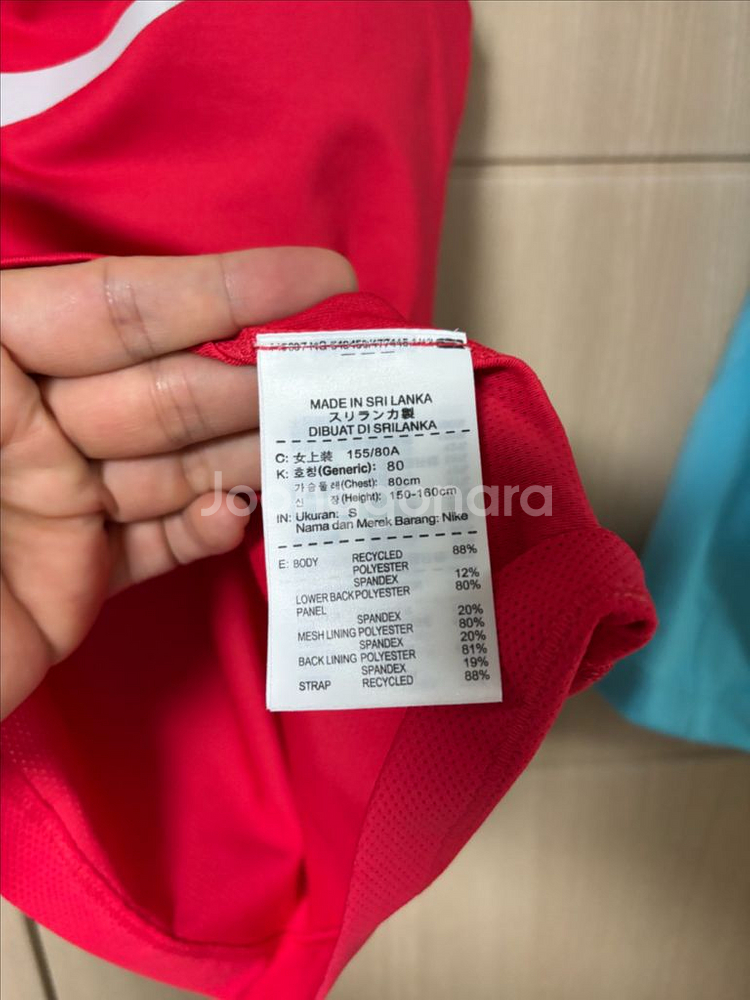 MADE IN SRI LANKA
スリランカ製
DIBUAT DI SRILANKA
C: 女上装 155/80A
K: 호칭(Generic): 80
가슴둘레(Chest): 80cm
신 장(Height): 150-160cm
IN: Ukuran: S
Nama dan Merek Barang: Nike
E: BODY RECYCLED 88%
POLYESTER
SPANDEX 12%
LOWER BACK POLYESTER 80%
PANEL
SPANDEX 20%
MESH LINING POLYESTER 80%
SPANDEX 20%
BACK LINING POLYESTER 81%
SPANDEX 19%
STRAP RECYCLED 88%
Joonggonara